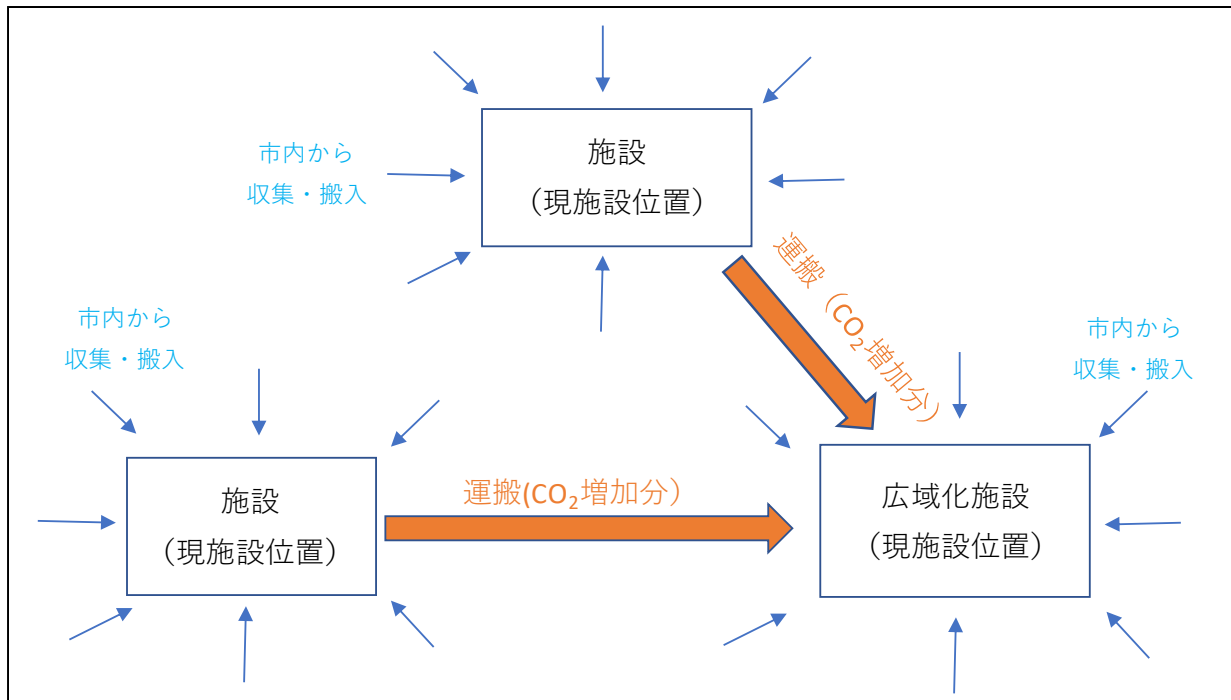 施設
（現施設位置）
市内から
収集・搬入
運搬（CO₂増加分）
市内から
収集・搬入
市内から
収集・搬入
施設
（現施設位置）
運搬(CO₂増加分）
広域化施設
（現施設位置）